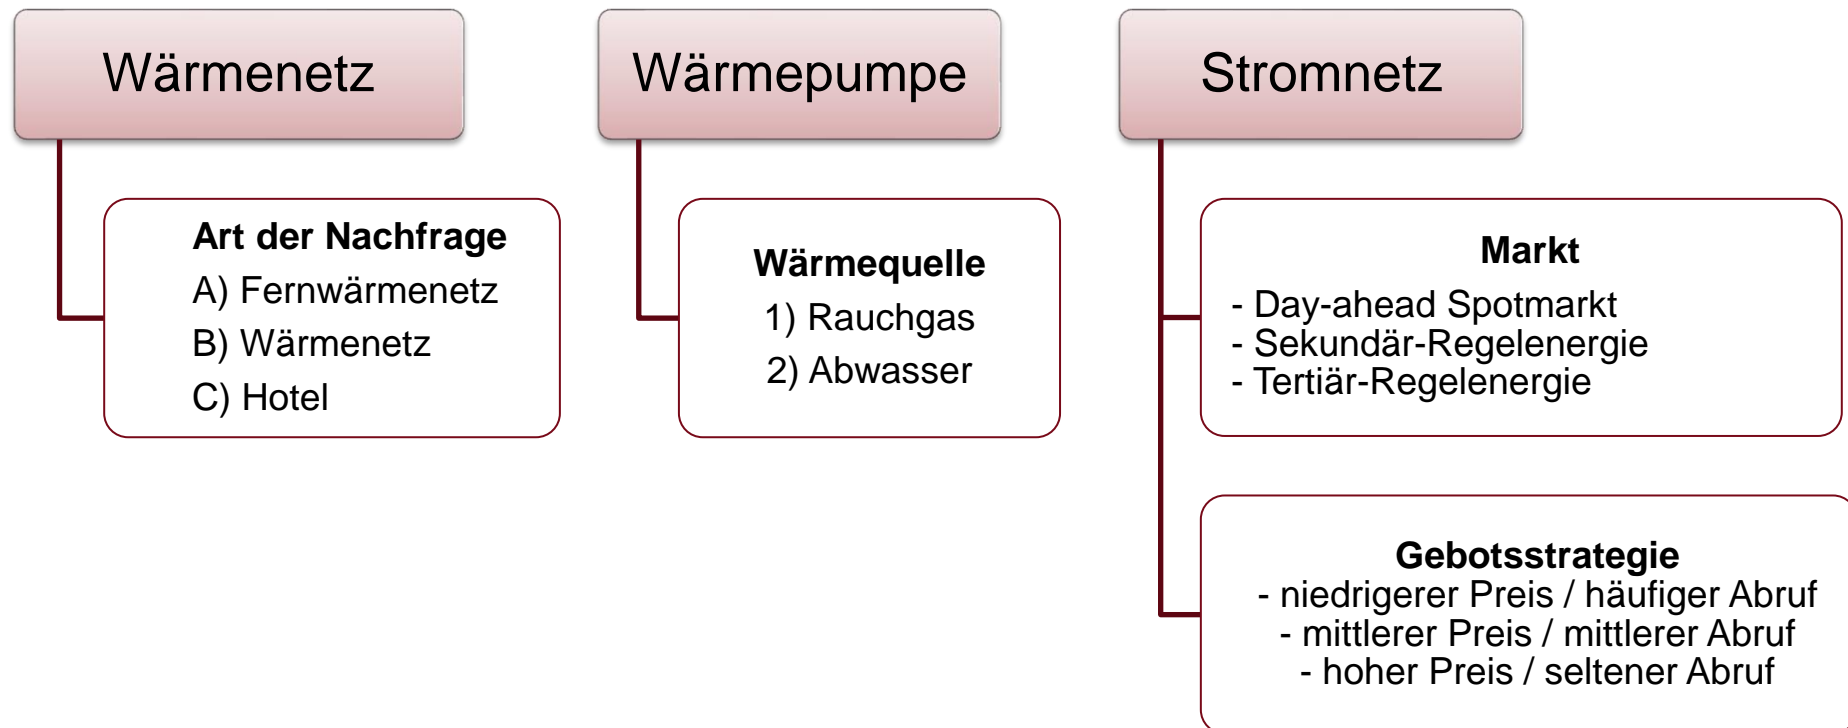 Wärmenetz
Art der Nachfrage
A) Fernwärmenetz
B) Wärmenetz
C) Hotel
Wärmepumpe
Wärmequelle
1) Rauchgas
2) Abwasser
Stromnetz
Markt
- Day-ahead Spotmarkt
- Sekundär-Regelenergie
- Tertiär-Regelenergie
Gebotsstrategie
- niedrigerer Preis / häufiger Abruf
- mittlerer Preis / mittlerer Abruf
- hoher Preis / seltener Abruf